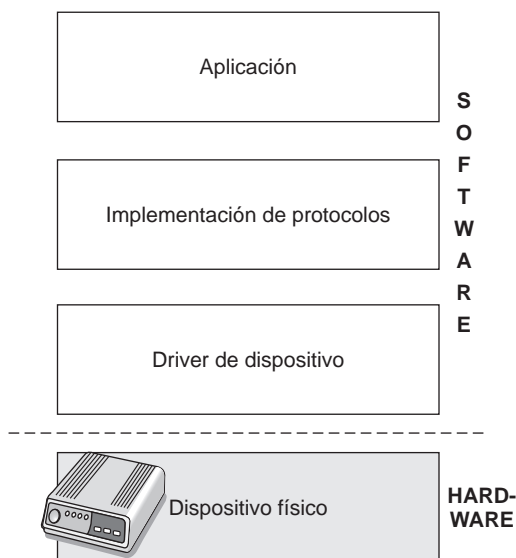 Aplicación
Implementación de protocolos
Driver de dispositivo
S
O
F
T
W
A
R
E
Dispositivo físico
HARD-
WARE